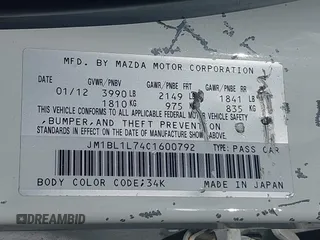 MFD. BY MAZDA MOTOR CORPORATION
GVWR/PNBV GAWR/PNBE FRT GAWR/PNBE RR
01/12 3990 LB 2149 LB 1841 LB
1810 KG 975 KG 835 KG
THIS VEHICLE CONFORMS TO ALL APPLICABLE FEDERAL MOTOR VEHICLE SAFETY,
BUMPER, AND THEFT PREVENTION
STANDARDS IN EFFECT ON THE DATE OF MANUFACTURE SHOWN ABOVE.
JM1BL1L74C1600792 TYPE: PASS CAR
BODY COLOR CODE; 34K MADE IN JAPAN
DREAMBID